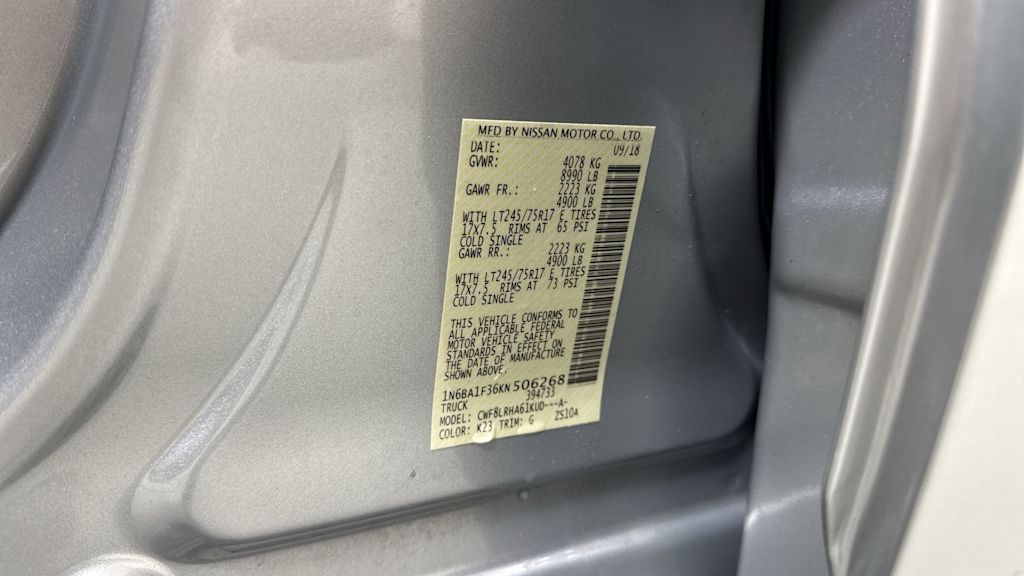 MFD BY NISSAN MOTOR CO., LTD.
DATE: 09/18
GVWR: 4078 KG
8990 LB
GAWR FR.: 2223 KG
4900 LB
WITH LT245/75R17 E TIRES
17X7.5 RIMS AT 65 PSI
COLD SINGLE
GAWR RR.: 2223 KG
4900 LB
WITH LT245/75R17 E TIRES
17X7.5 RIMS AT 73 PSI
COLD SINGLE
THIS VEHICLE CONFORMS TO
ALL APPLICABLE FEDERAL
MOTOR VEHICLE SAFETY
STANDARDS IN EFFECT ON
THE DATE OF MANUFACTURE
SHOWN ABOVE.
1N6BA1F36KN506268
TRUCK 394733
MODEL: CWF8LRHA61KUD---A-
COLOR: K23 TRIM: G ZS10A